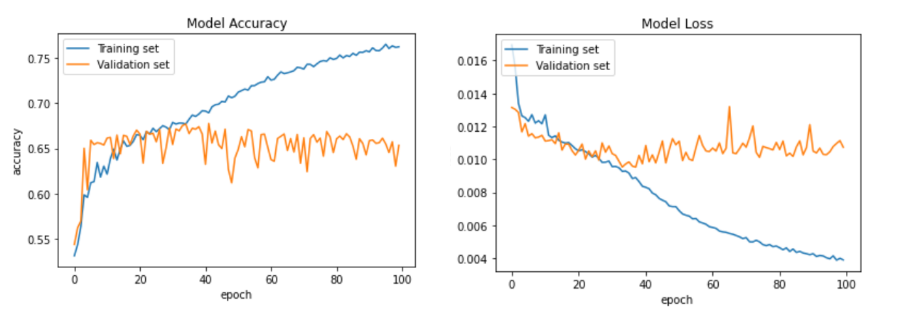 Model Accuracy
Training set
Validation set
0.75
0.70
0.65
0.60
0.55
accuracy
0 20 40 60 80 100
epoch
Model Loss
Training set
Validation set
0.016
0.014
0.012
0.010
0.008
0.006
0.004
0 20 40 60 80 100
epoch